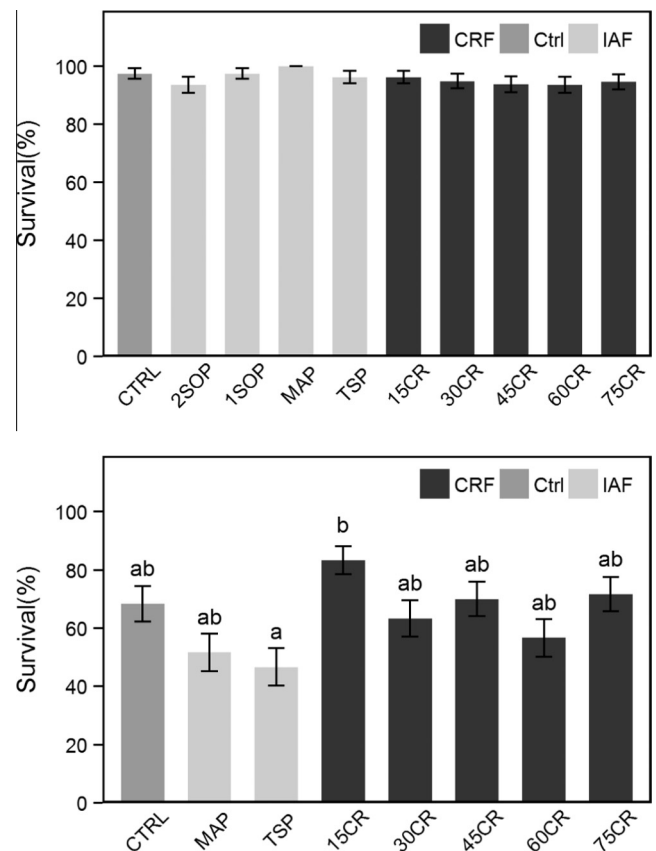 CRF Ctrl IAF
Survival(%)
100
80
60
40
20
0
CTRL 2SOP 1SOP MAP TSP 15CR 30CR 45CR 60CR 75CR
CRF Ctrl IAF
Survival(%)
100
80
60
40
20
0
ab ab a b ab ab ab ab
CTRL MAP TSP 15CR 30CR 45CR 60CR 75CR